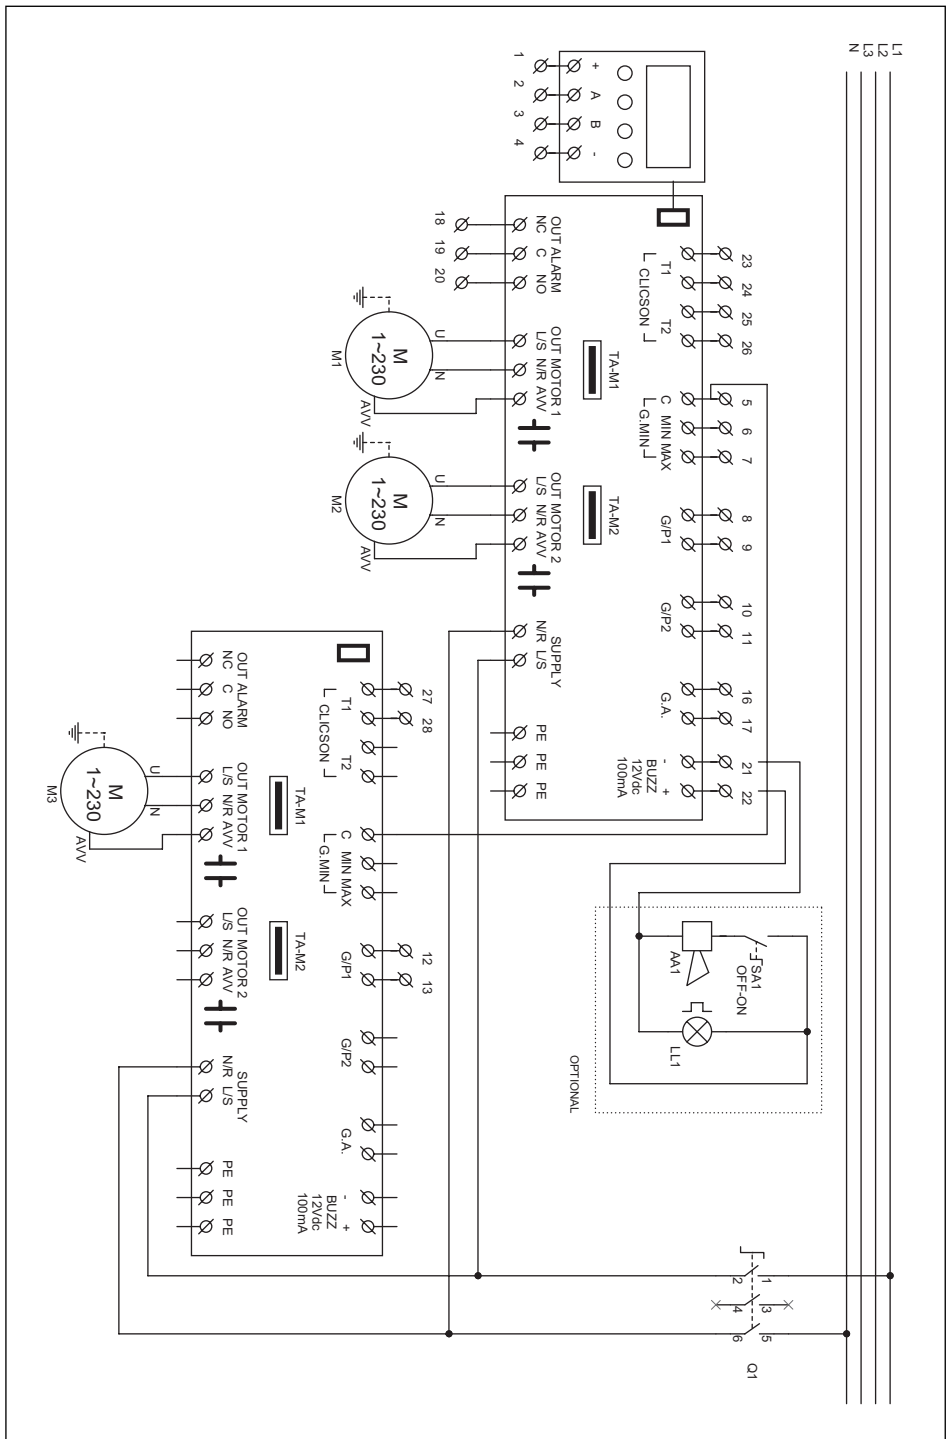 L1
L2
L3
N
1 2 3 4
+ A B -
23 24 25 26
T1 T2
CLICSON
5 6 7
C MIN MAX
G.MIN
8 9
G/P1
10 11
G/P2
16 17
G.A.
21 22
- +
BUZZ
12Vdc
100mA
TA-M1
TA-M2
OUT ALARM
NC C NO
18 19 20
OUT MOTOR 1
L/S N/R AVV
OUT MOTOR 2
L/S N/R AVV
SUPPLY
N/R L/S
PE PE PE
U N
M
1~230
AVV
M1
U N
M
1~230
AVV
M2
SA1
OFF-ON
AA1
LL1
OPTIONAL
1 3 5
2 4 6
Q1
27 28
T1 T2
CLICSON
C MIN MAX
G.MIN
12 13
G/P1
G/P2
G.A.
- +
BUZZ
12Vdc
100mA
TA-M1
TA-M2
OUT ALARM
NC C NO
OUT MOTOR 1
L/S N/R AVV
OUT MOTOR 2
L/S N/R AVV
SUPPLY
N/R L/S
PE PE PE
U N
M
1~230
AVV
M3